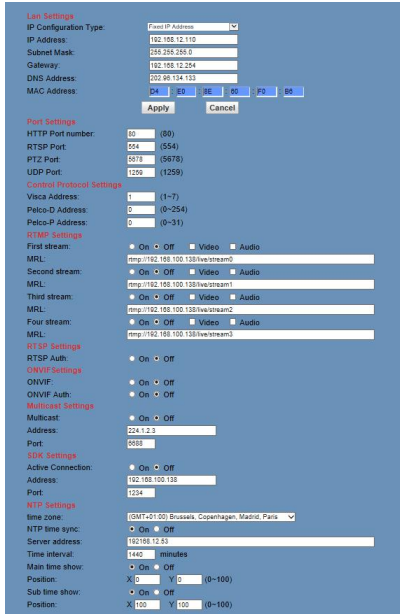 Lan Settings
IP Configuration Type: Fixed IP Address
IP Address: 192.168.12.110
Subnet Mask: 255.255.255.0
Gateway: 192.168.12.254
DNS Address: 202.96.134.133
MAC Address: D4 : E0 : 8E : 60 : F0 : B6
Apply Cancel
Port Settings
HTTP Port number: 80 (80)
RTSP Port: 554 (554)
PTZ Port: 5678 (5678)
UDP Port: 1259 (1259)
Control Protocol Settings
Visca Address: 1 (1~7)
Pelco-D Address: 0 (0~254)
Pelco-P Address: 0 (0~31)
RTMP Settings
First stream: On Off Video Audio
MRL: rtmp://192.168.100.138/live/stream0
Second stream: On Off Video Audio
MRL: rtmp://192.168.100.138/live/stream1
Third stream: On Off Video Audio
MRL: rtmp://192.168.100.138/live/stream2
Four stream: On Off Video Audio
MRL: rtmp://192.168.100.138/live/stream3
RTSP Settings
RTSP Auth: On Off
ONVIFSettings
ONVIF: On Off
ONVIF Auth: On Off
Multicast Settings
Multicast: On Off
Address: 224.1.2.3
Port: 6688
SDK Settings
Active Connection: On Off
Address: 192.168.100.138
Port: 1234
NTP Settings
time zone: (GMT+01:00) Brussels, Copenhagen, Madrid, Paris
NTP time sync: On Off
Server address: 192168.12.53
Time interval: 1440 minutes
Main time show: On Off
Position: X 0 Y 0 (0~100)
Sub time show: On Off
Position: X 100 Y 100 (0~100)